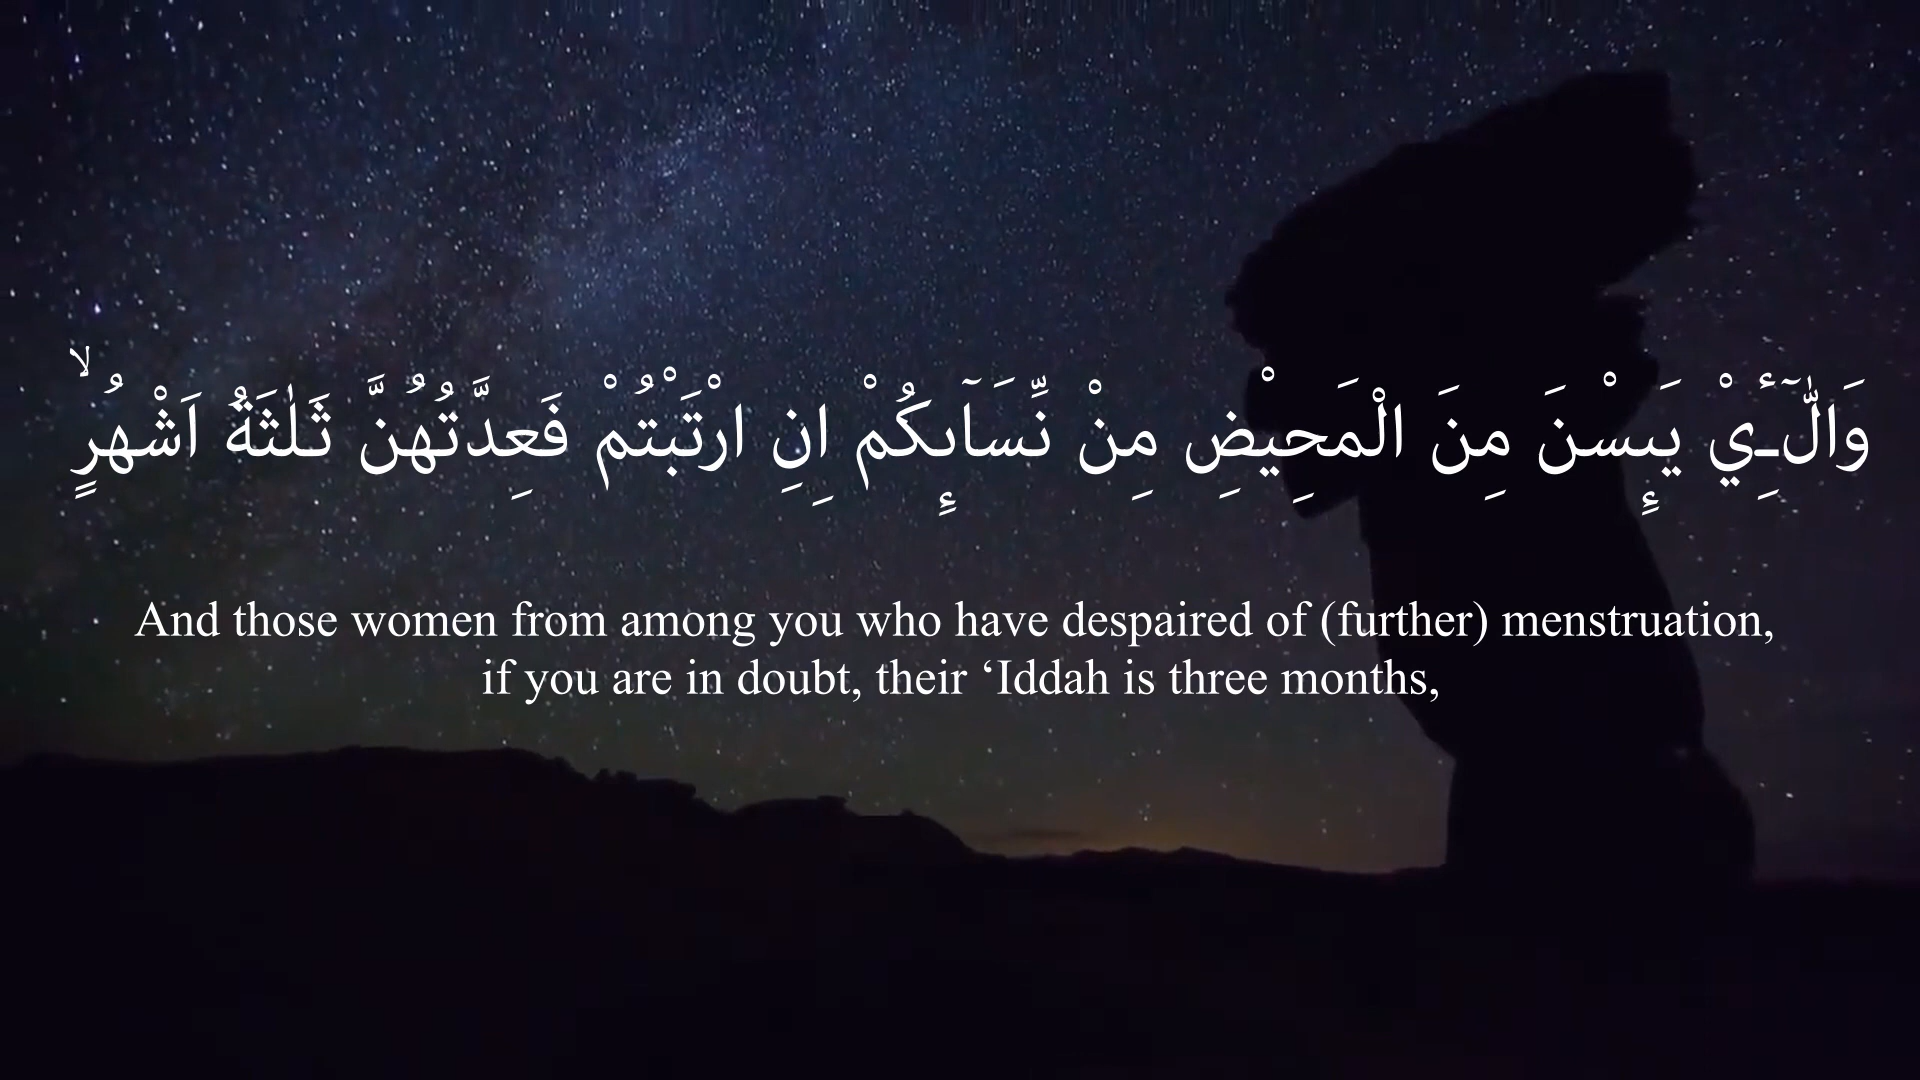 وَالّٰٓـِٔيْ يَىِٕسْنَ مِنَ الْمَحِيْضِ مِنْ نِّسَآىِٕكُمْ اِنِ ارْتَبْتُمْ فَعِدَّتُهُنَّ ثَلٰثَةُ اَشْهُرٍۙ
And those women from among you who have despaired of (further) menstruation,
if you are in doubt, their ‘Iddah is three months,